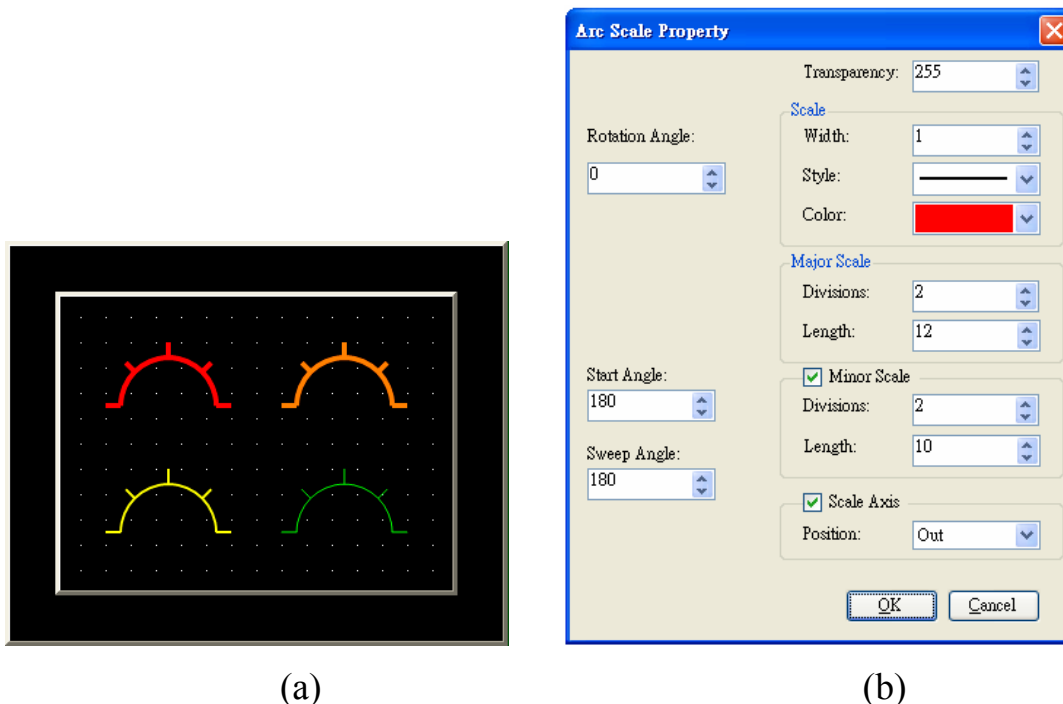 Arc Scale Property
Transparency: 255
Scale
Rotation Angle:
Width: 1
0
Style:
Color:
Major Scale
Divisions: 2
Length: 12
Start Angle:
180
Minor Scale
Divisions: 2
Length: 10
Sweep Angle:
180
Scale Axis
Position: Out
OK Cancel
(a) (b)